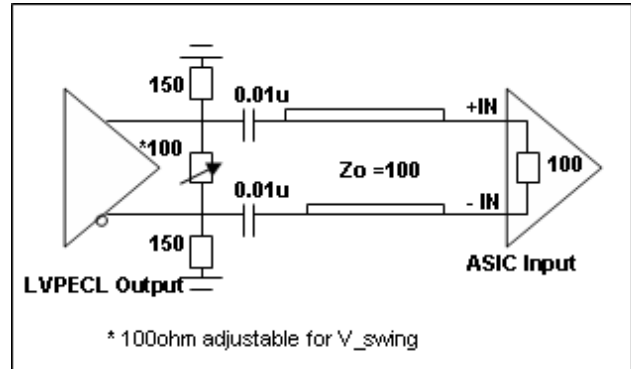 150
0.01u
+IN
*100
Zo =100
100
0.01u
- IN
150
ASIC Input
LVPECL Output
* 100ohm adjustable for V_swing